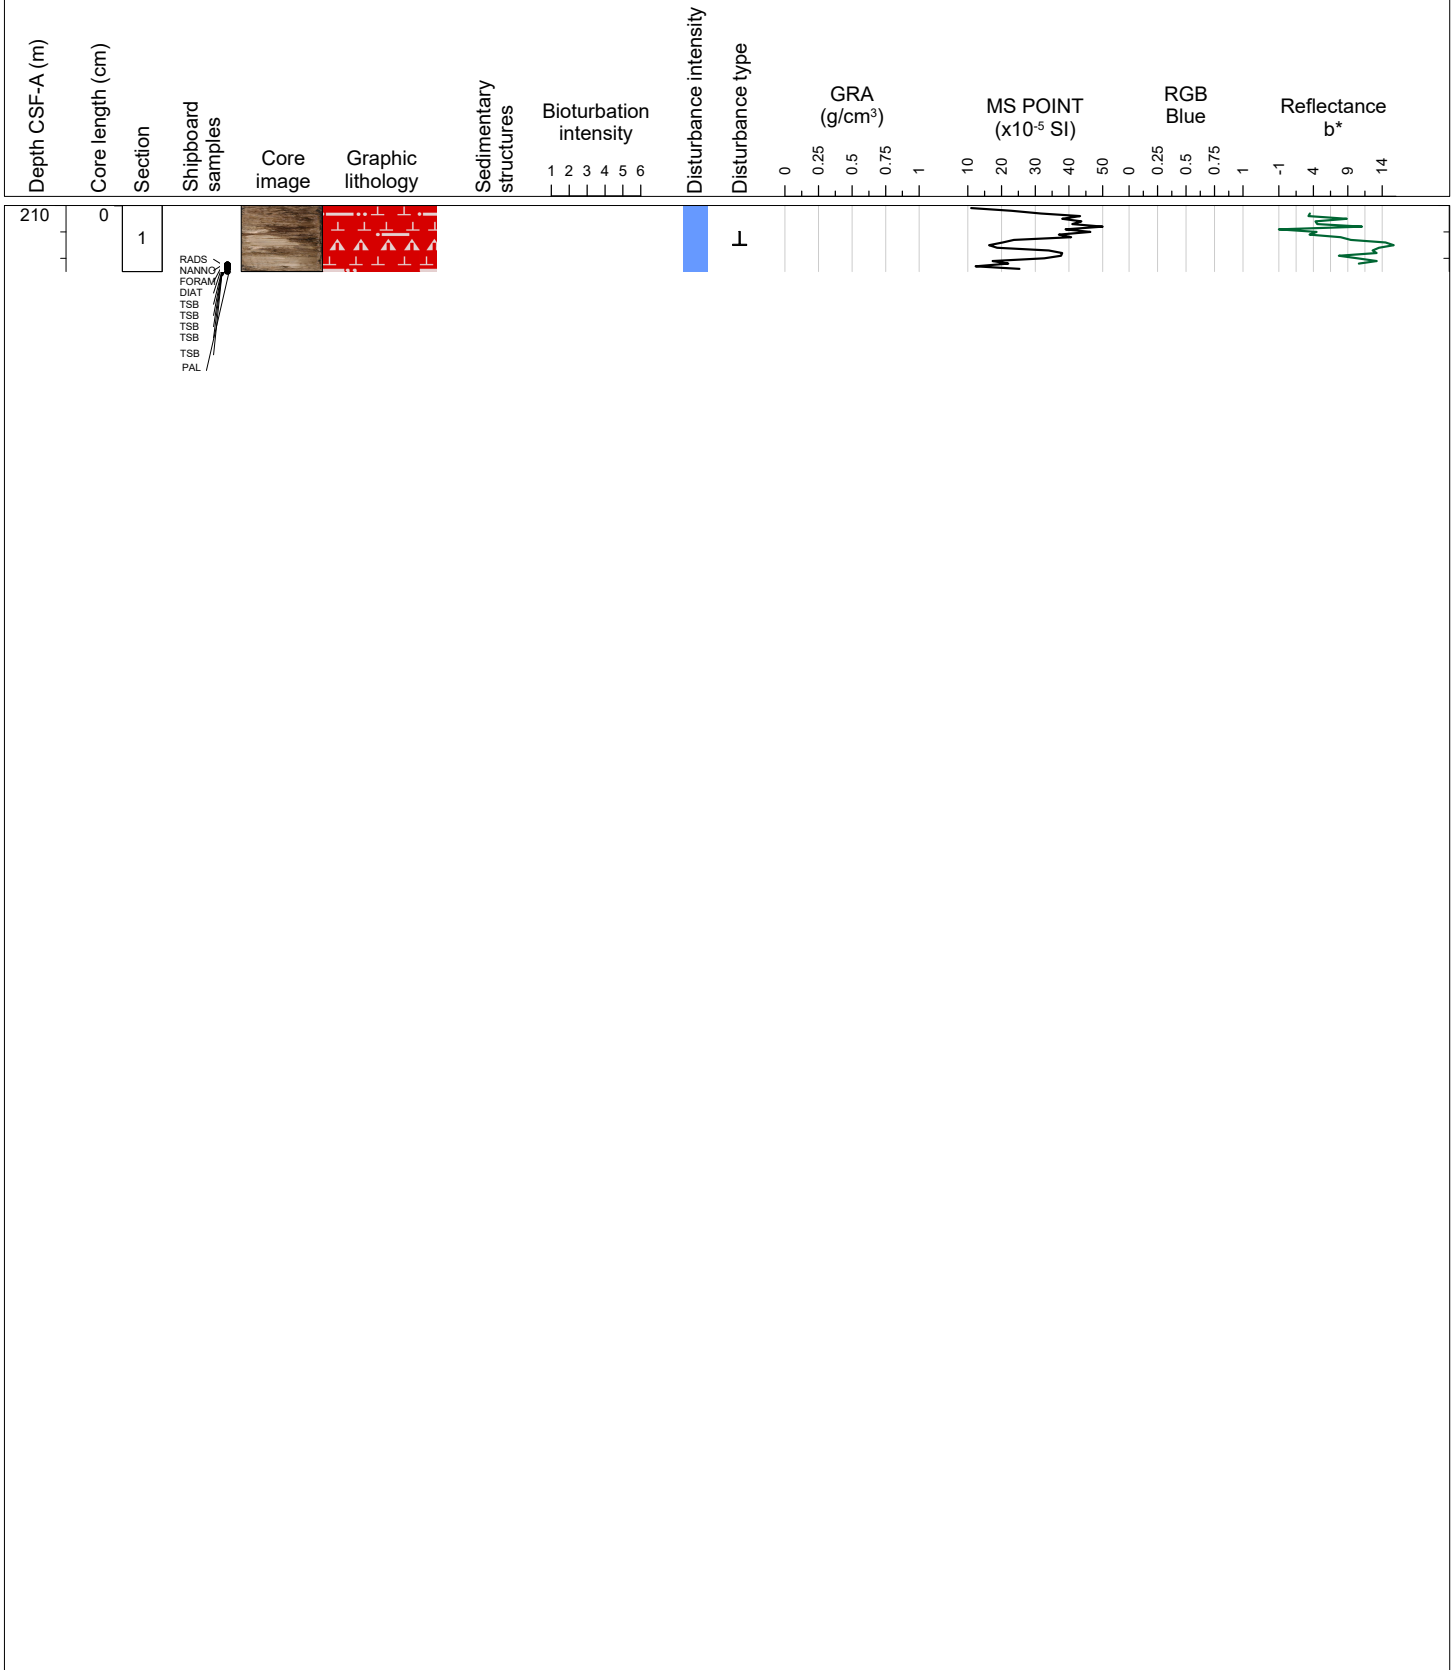 Depth CSF-A (m)
Core length (cm)
Section
Shipboard
samples
Core
image
Graphic
lithology
Sedimentary
structures
Bioturbation
intensity
1 2 3 4 5 6
Disturbance intensity
Disturbance type
GRA
(g/cm³)
0 0.25 0.5 0.75 1
MS POINT
(x10⁻⁵ SI)
10 20 30 40 50
RGB
Blue
0 0.25 0.5 0.75 1
Reflectance
b*
-1 4 9 14
210
0
1
RADS
NANNO
FORAM
DIAT
TSB
TSB
TSB
TSB
TSB
PAL